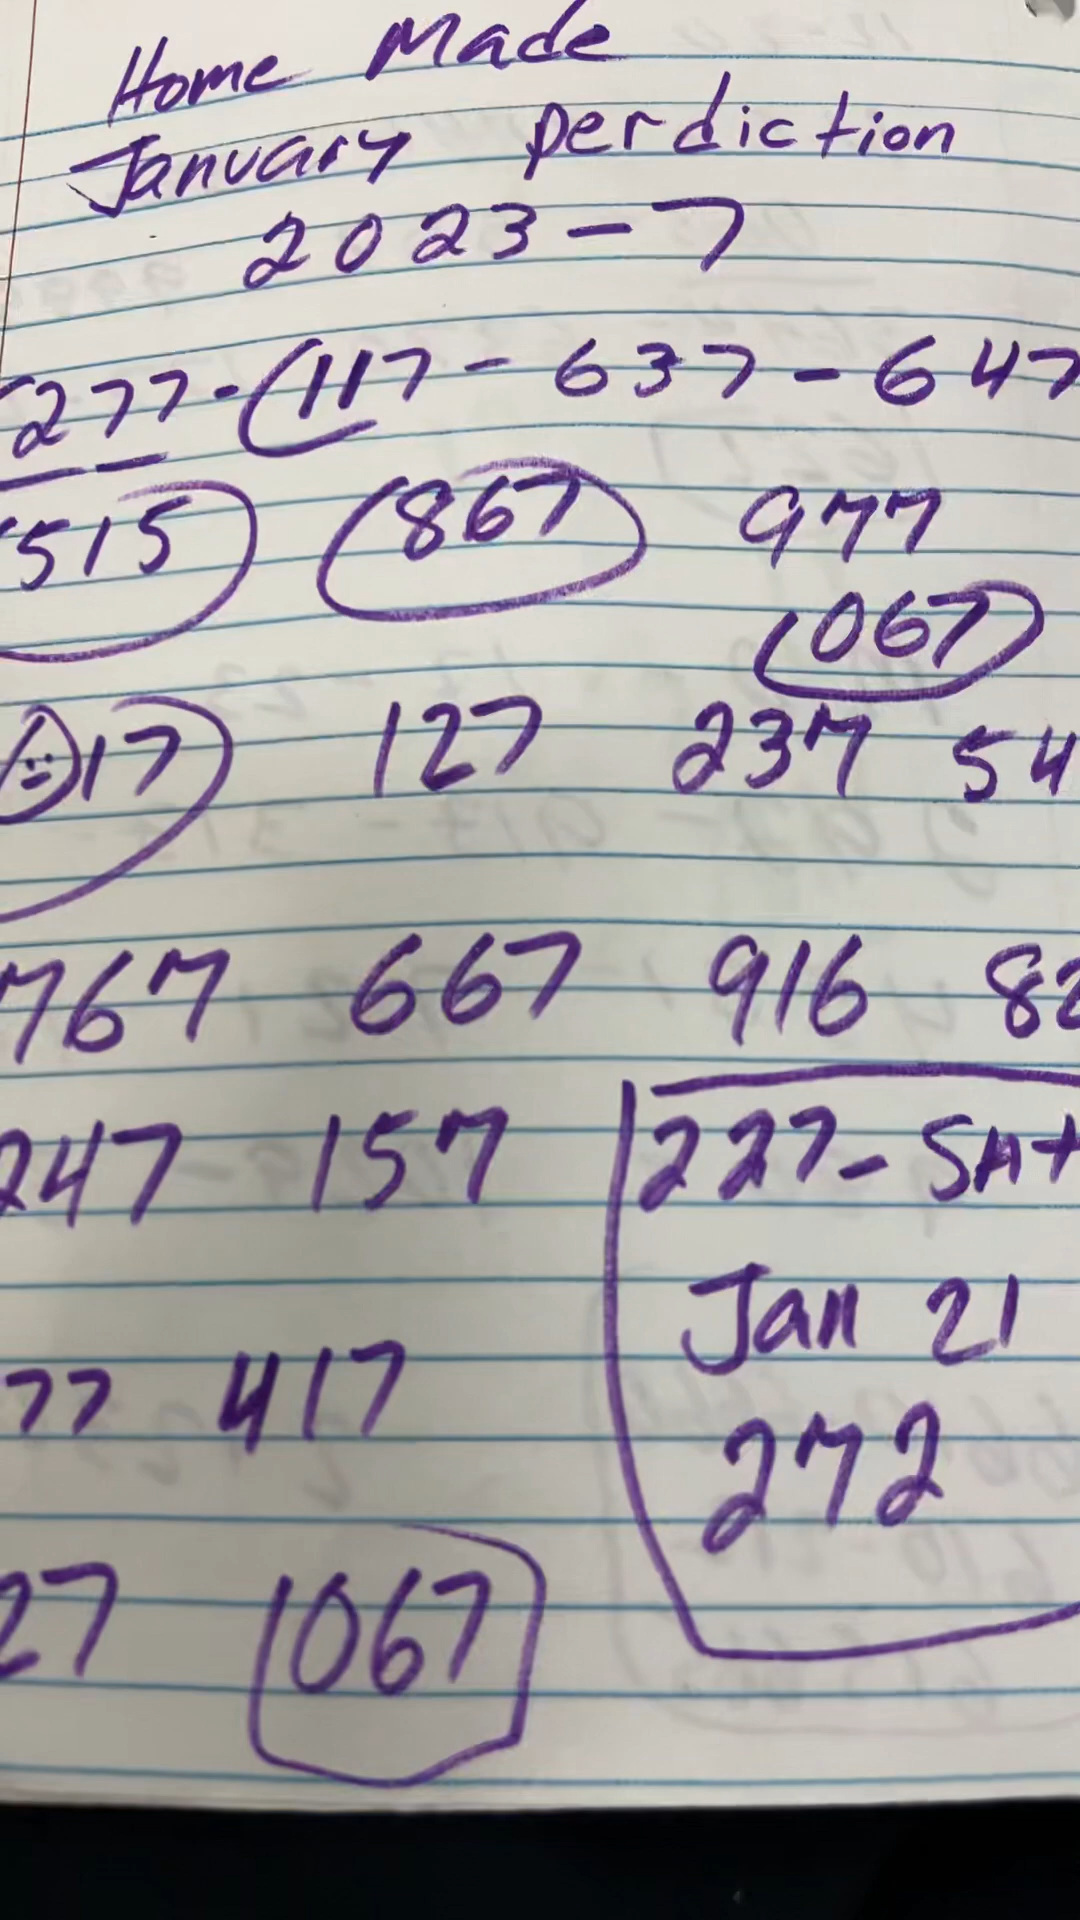 Home Made
January perdiction
2023-7
277-(117-637-647
515 867 977
067
17 127 237 54
767 667 916 82
247 157 227-SAt
Jan 21
77 417
272
27 1067